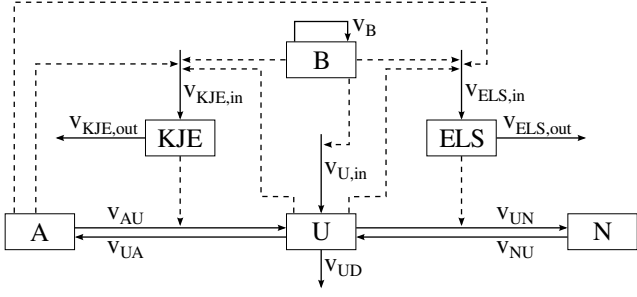 v_B
B
v_KJE,in
v_ELS,in
v_KJE,out
KJE
ELS
v_ELS,out
v_U,in
v_AU
v_UN
A
U
N
v_UA
v_NU
v_UD